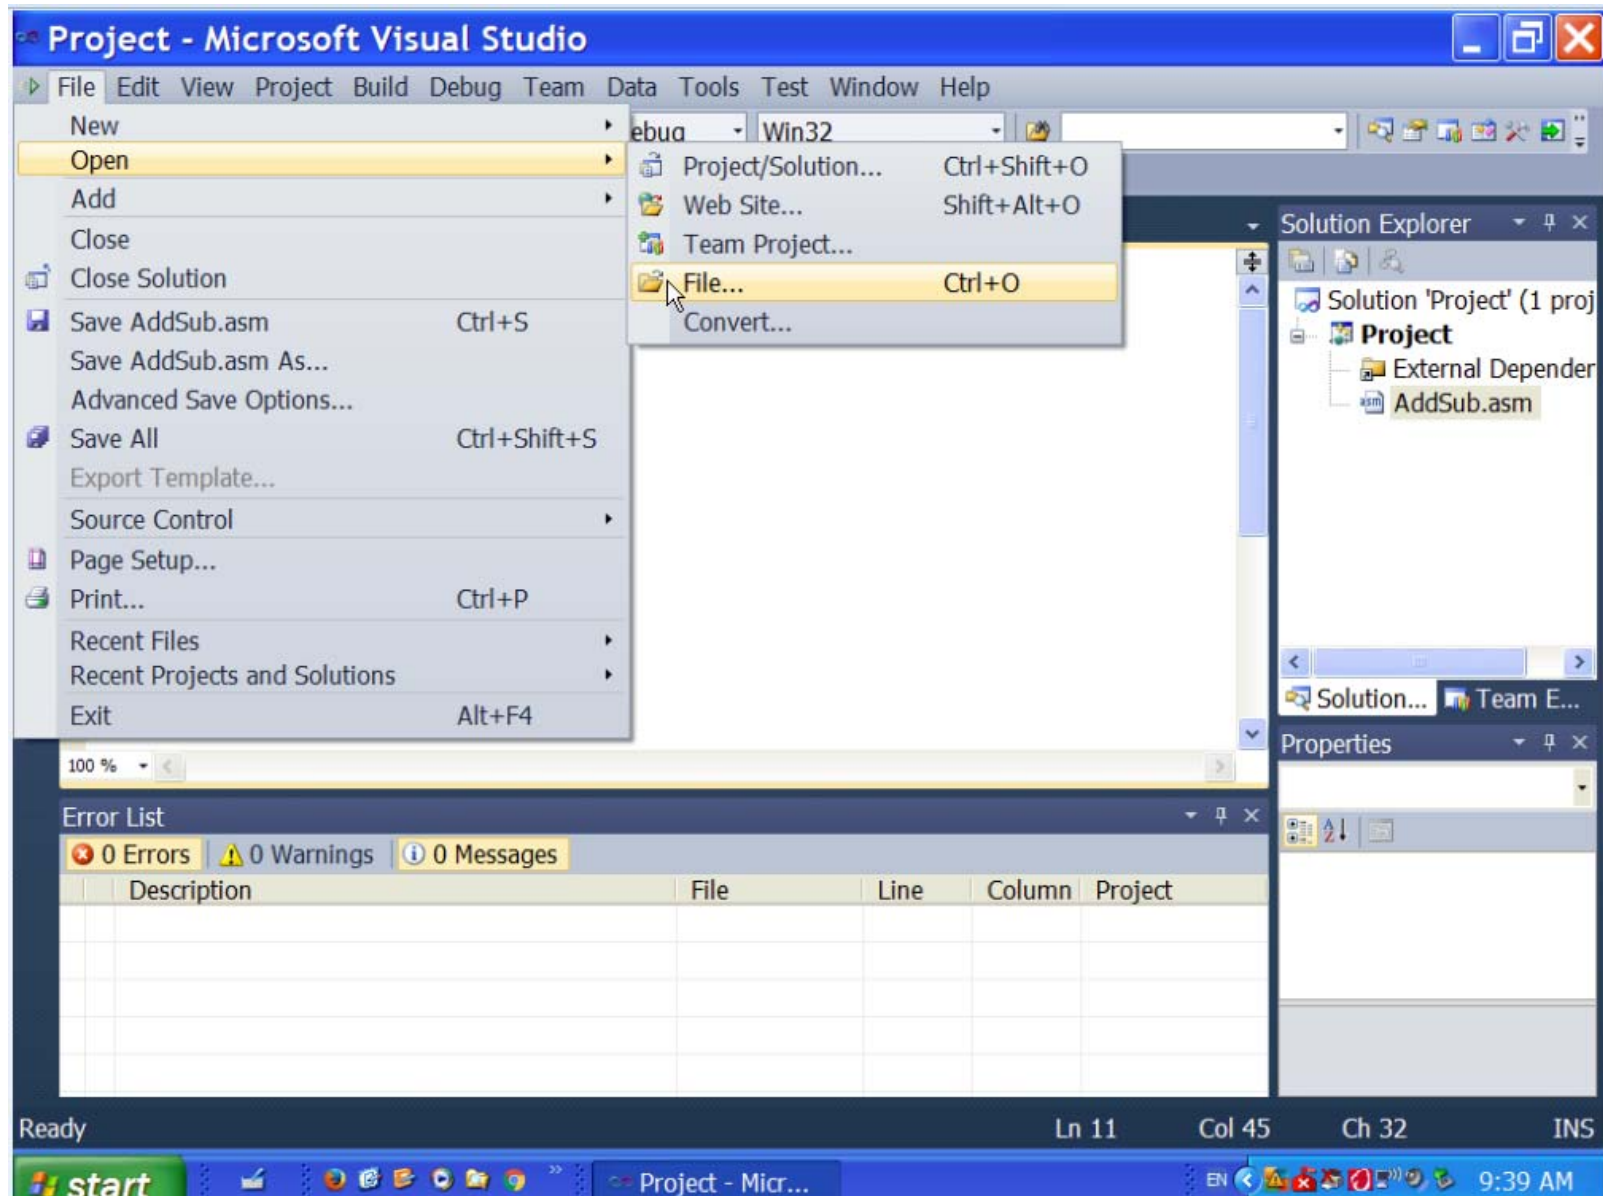 Project - Microsoft Visual Studio
File Edit View Project Build Debug Team Data Tools Test Window Help
New
ebug Win32
Open
Project/Solution... Ctrl+Shift+O
Add
Web Site... Shift+Alt+O
Close
Team Project...
Close Solution
File... Ctrl+O
Save AddSub.asm Ctrl+S
Convert...
Save AddSub.asm As...
Advanced Save Options...
Save All Ctrl+Shift+S
Export Template...
Source Control
Page Setup...
Print... Ctrl+P
Recent Files
Recent Projects and Solutions
Exit Alt+F4
Solution Explorer
Solution 'Project' (1 proj
Project
External Depender
asm AddSub.asm
Solution... Team E...
100 %
Properties
Error List
0 Errors 0 Warnings 0 Messages
Description File Line Column Project
Ready Ln 11 Col 45 Ch 32 INS
start Project - Micr... EN 9:39 AM